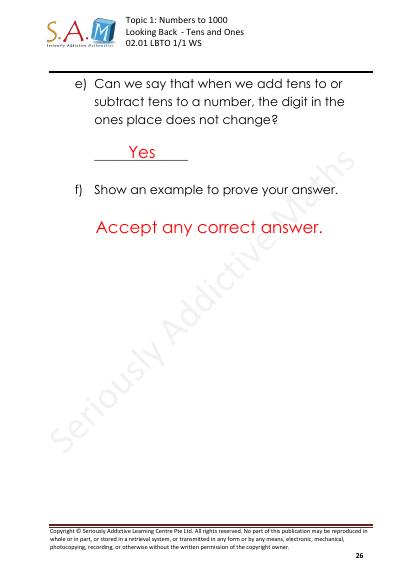 S.A.M
Seriously Addictive Mathematics
Topic 1: Numbers to 1000
Looking Back - Tens and Ones
02.01 LBTO 1/1 WS
e) Can we say that when we add tens to or
subtract tens to a number, the digit in the
ones place does not change?
Yes
f) Show an example to prove your answer.
Accept any correct answer.
Seriously Addictive Maths
Copyright © Seriously Addictive Learning Centre Pte Ltd. All rights reserved. No part of this publication may be reproduced in
whole or in part, or stored in a retrieval system, or transmitted in any form or by any means, electronic, mechanical,
photocopying, recording, or otherwise without the written permission of the copyright owner.
26